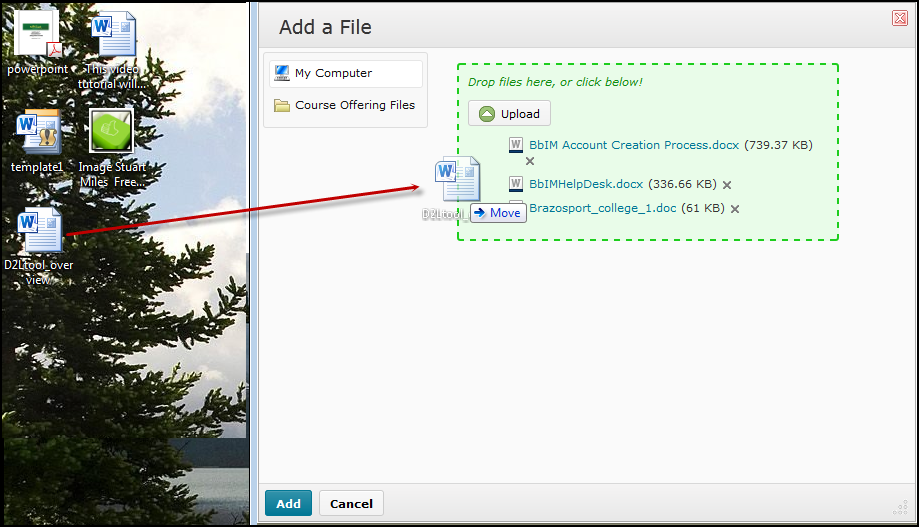 powerpoint
This video
tutorial will...
template1
Image Stuart
Miles Free...
D2Ltool_over
view
Add a File
My Computer
Course Offering Files
Drop files here, or click below!
Upload
BbIM Account Creation Process.docx (739.37 KB)
BbIMHelpDesk.docx (336.66 KB)
Brazosport_college_1.doc (61 KB)
D2Ltool_
Move
Add
Cancel